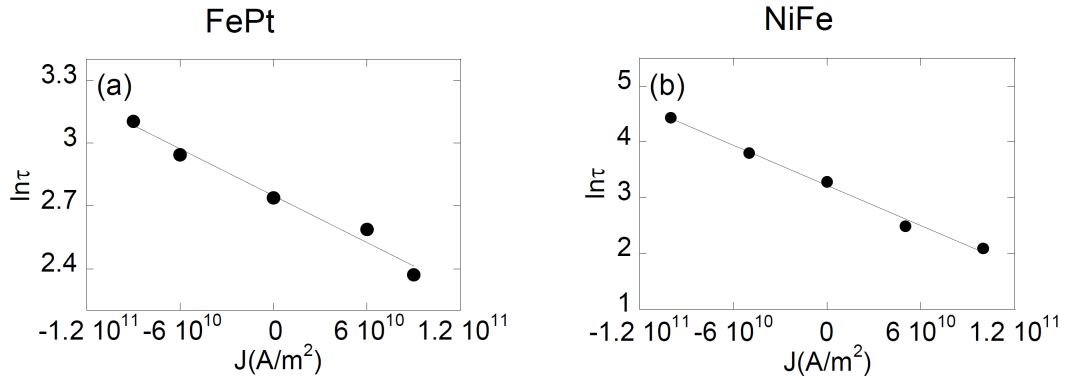 FePt
NiFe
(a)
3.3
3
2.7
2.4
lnτ
-1.2 10¹¹ -6 10¹⁰ 0 6 10¹⁰ 1.2 10¹¹
J(A/m²)
(b)
5
4
3
2
1
lnτ
-1.2 10¹¹ -6 10¹⁰ 0 6 10¹⁰ 1.2 10¹¹
J(A/m²)